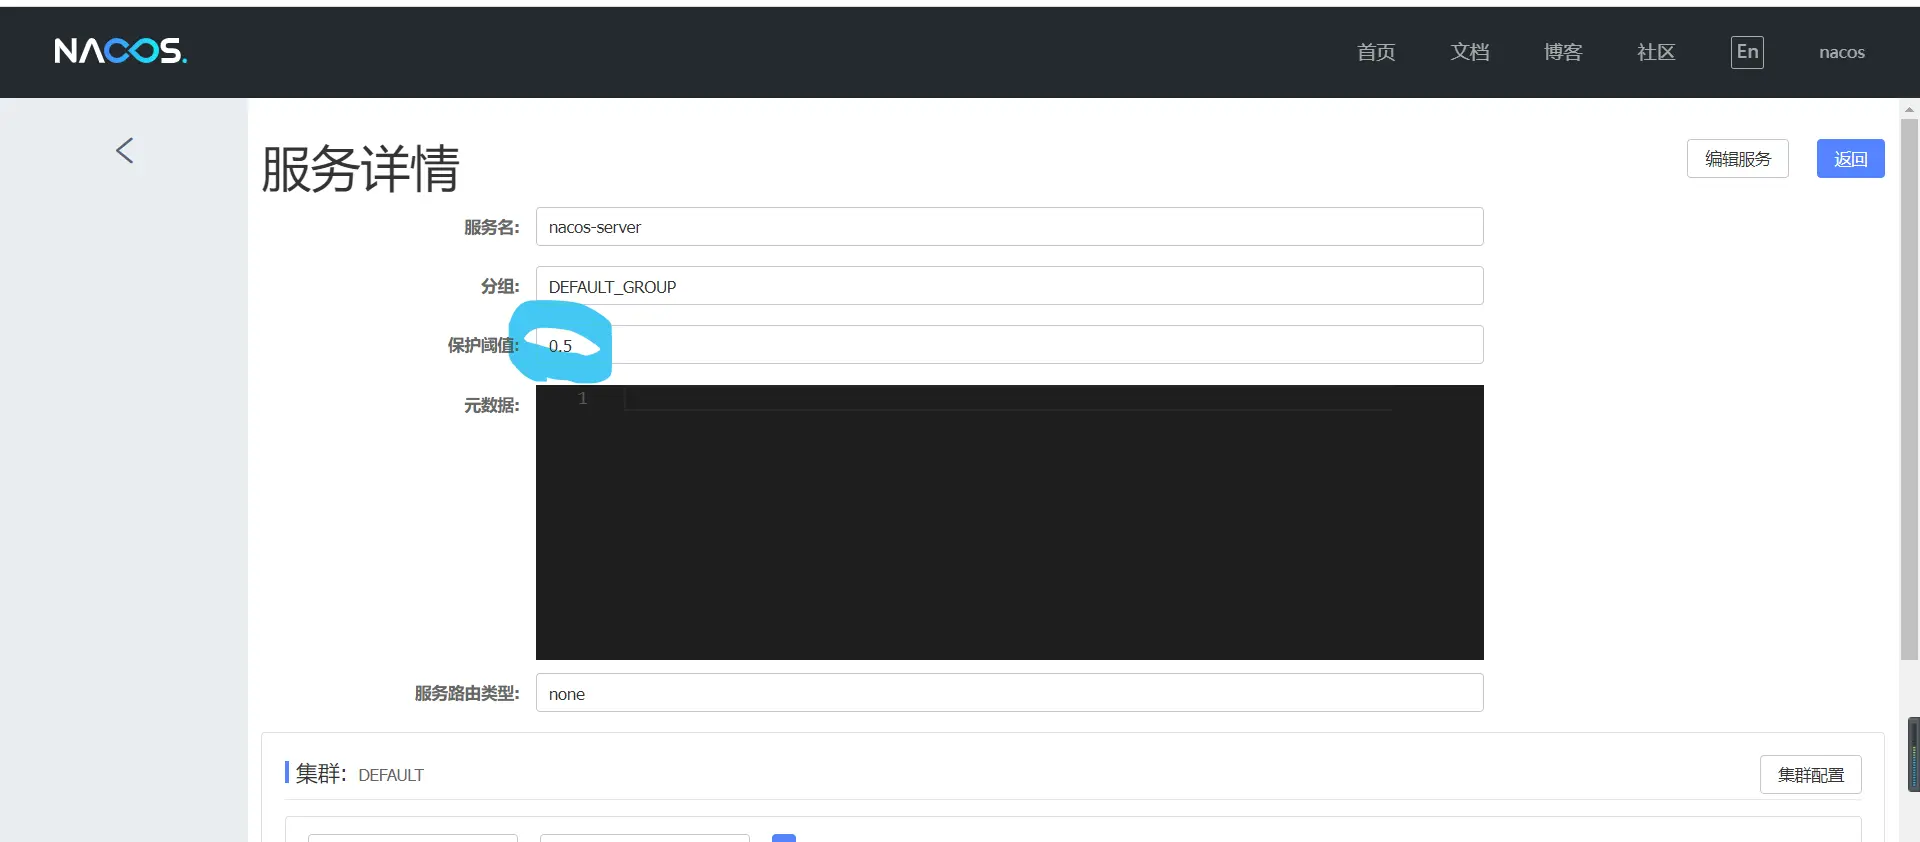 NACOS.
首页 文档 博客 社区 En nacos
服务详情
编辑服务 返回
服务名: nacos-server
分组: DEFAULT_GROUP
保护阈值: 0.5
元数据: 1
服务路由类型: none
集群: DEFAULT
集群配置